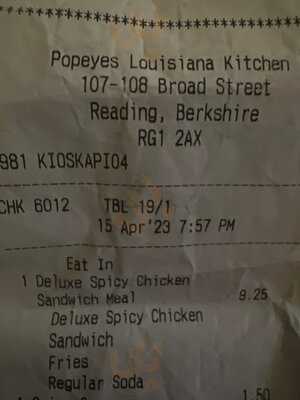 ********************************
Popeyes Louisiana Kitchen
107-108 Broad Street
Reading, Berkshire
RG1 2AX
981 KIOSKAPI04
CHK 6012 TBL 19/1
15 Apr'23 7:57 PM
Eat In
1 Deluxe Spicy Chicken
Sandwich Meal 9.25
Deluxe Spicy Chicken
Sandwich
Fries
Regular Soda
1.50